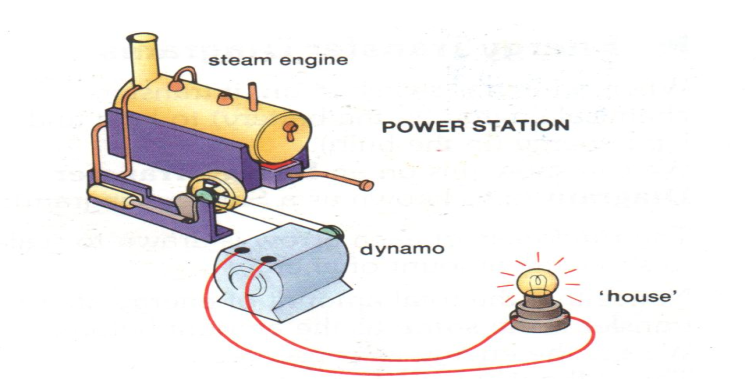 steam engine
POWER STATION
dynamo
'house'